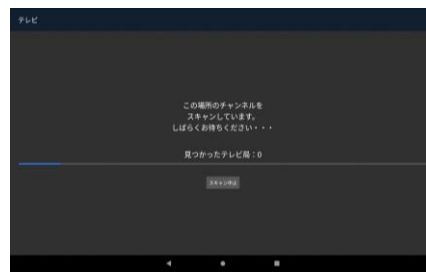 テレビ
この場所のチャンネルを
スキャンしています。
しばらくお待ちください・・・
見つかったテレビ局：0
スキャン中止